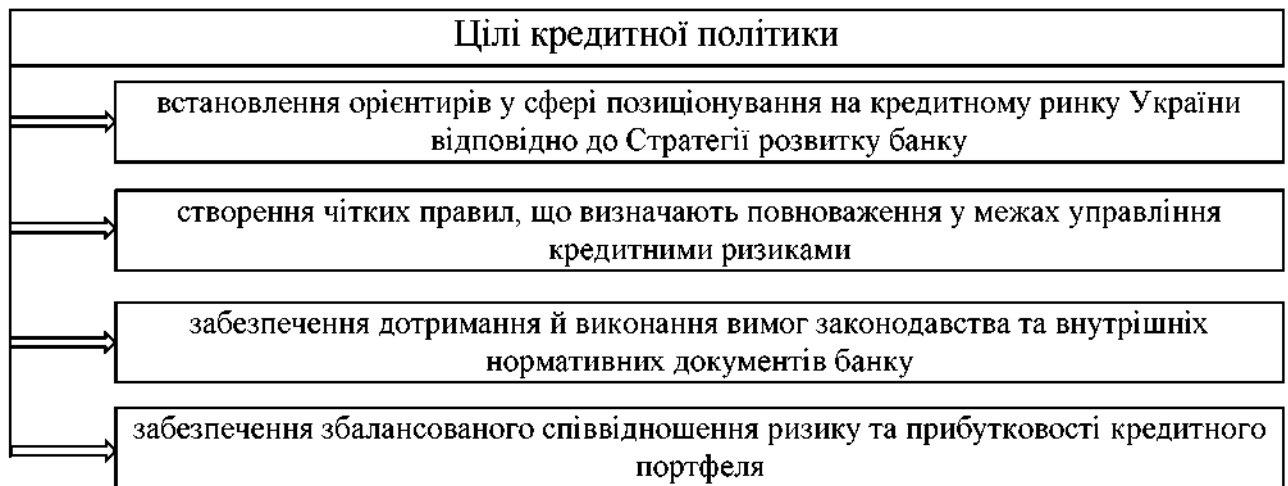 Цілі кредитної політики
встановлення орієнтирів у сфері позиціонування на кредитному ринку України
відповідно до Стратегії розвитку банку
створення чітких правил, що визначають повноваження у межах управління
кредитними ризиками
забезпечення дотримання й виконання вимог законодавства та внутрішніх
нормативних документів банку
забезпечення збалансованого співвідношення ризику та прибутковості кредитного
портфеля